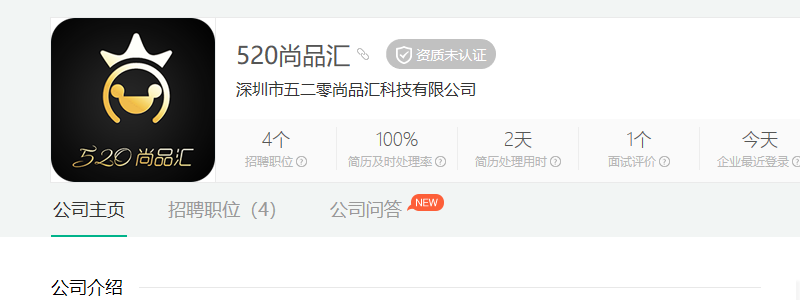 520尚品汇
资质未认证
深圳市五二零尚品汇科技有限公司
520 尚品汇
4个
100%
2天
1个
今天
招聘职位
简历及时处理率
简历处理用时
面试评价
企业最近登录
公司主页
招聘职位（4）
公司问答
NEW
公司介绍